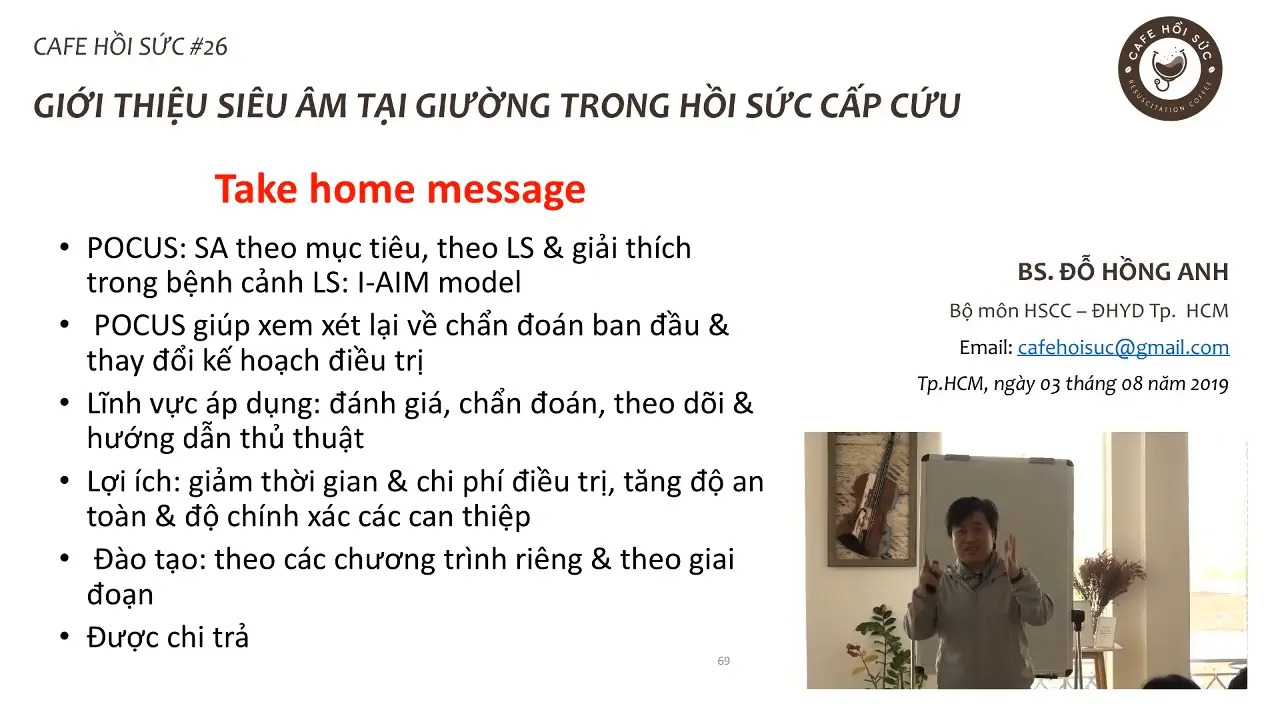 CAFE HỒI SỨC #26
GIỚI THIỆU SIÊU ÂM TẠI GIƯỜNG TRONG HỒI SỨC CẤP CỨU
CAFE HỒI SỨC
RESUSCITATION COFFEE
Take home message
• POCUS: SA theo mục tiêu, theo LS & giải thích
trong bệnh cảnh LS: I-AIM model
• POCUS giúp xem xét lại về chẩn đoán ban đầu &
thay đổi kế hoạch điều trị
• Lĩnh vực áp dụng: đánh giá, chẩn đoán, theo dõi &
hướng dẫn thủ thuật
• Lợi ích: giảm thời gian & chi phí điều trị, tăng độ an
toàn & độ chính xác các can thiệp
• Đào tạo: theo các chương trình riêng & theo giai
đoạn
• Được chi trả
69
BS. ĐỖ HỒNG ANH
Bộ môn HSCC – ĐHYD Tp. HCM
Email: cafehoisuc@gmail.com
Tp.HCM, ngày 03 tháng 08 năm 2019